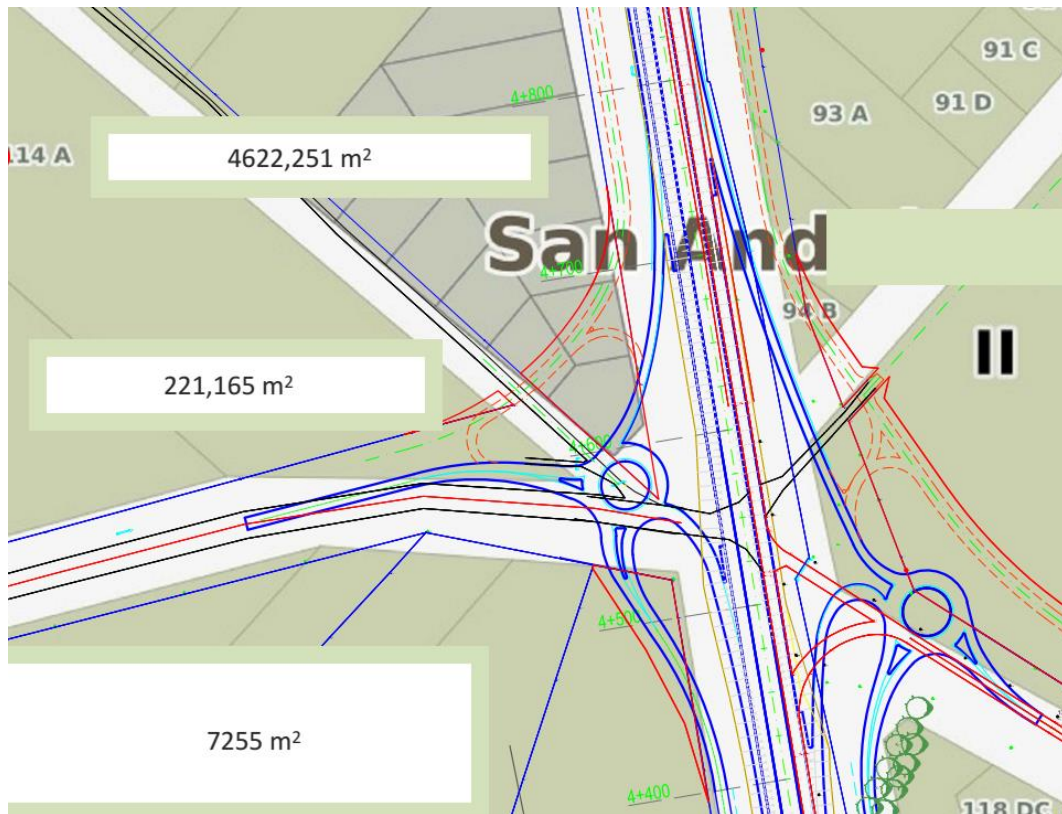 91 C
91 D
4+800
93 A
114 A
4622,251 m²
San And
4+700
94 B
II
221,165 m²
4+600
4+500
7255 m²
4+400
118 DC